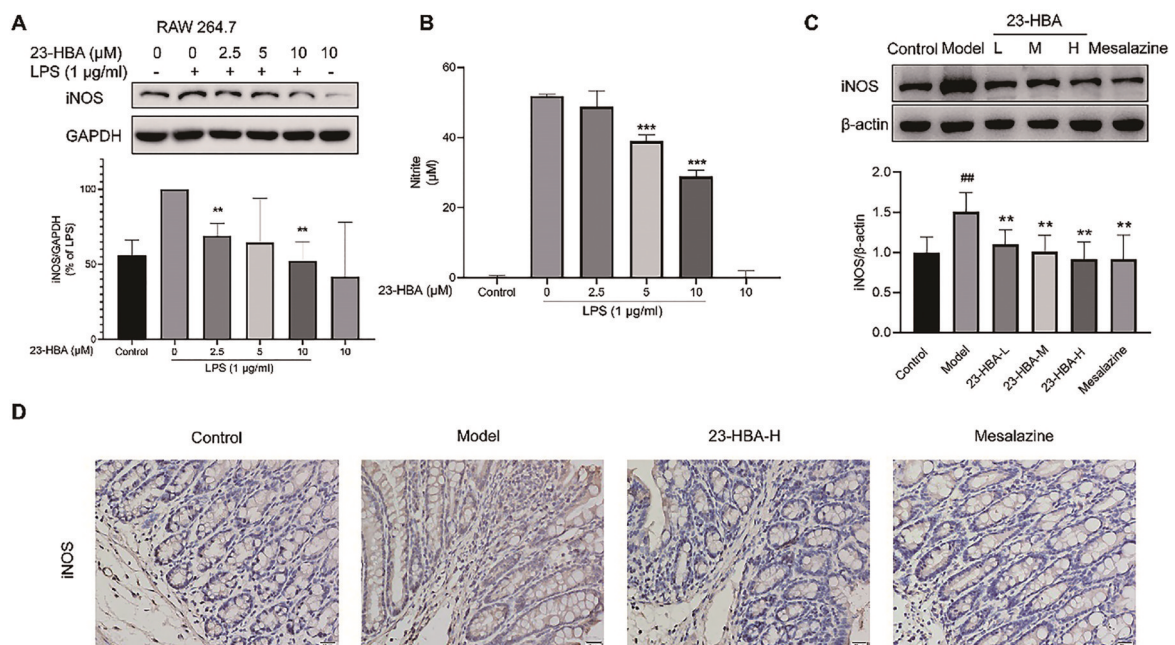 A
RAW 264.7
23-HBA (μM) 0 0 2.5 5 10 10
LPS (1 μg/ml) - + + + + -
iNOS
GAPDH
iNOS/GAPDH
(% of LPS)
100
50
0
23-HBA (μM) Control 0 2.5 5 10 10
LPS (1 μg/ml)
** **
B
Nitrite
(μM)
60
40
20
0
*** ***
23-HBA (μM) Control 0 2.5 5 10 10
LPS (1 μg/ml)
C
23-HBA
Control Model L M H Mesalazine
iNOS
β-actin
iNOS/β-actin
2.0
1.5
1.0
0.5
0.0
## ** ** ** **
Control Model 23-HBA-L 23-HBA-M 23-HBA-H Mesalazine
D
Control Model 23-HBA-H Mesalazine
iNOS